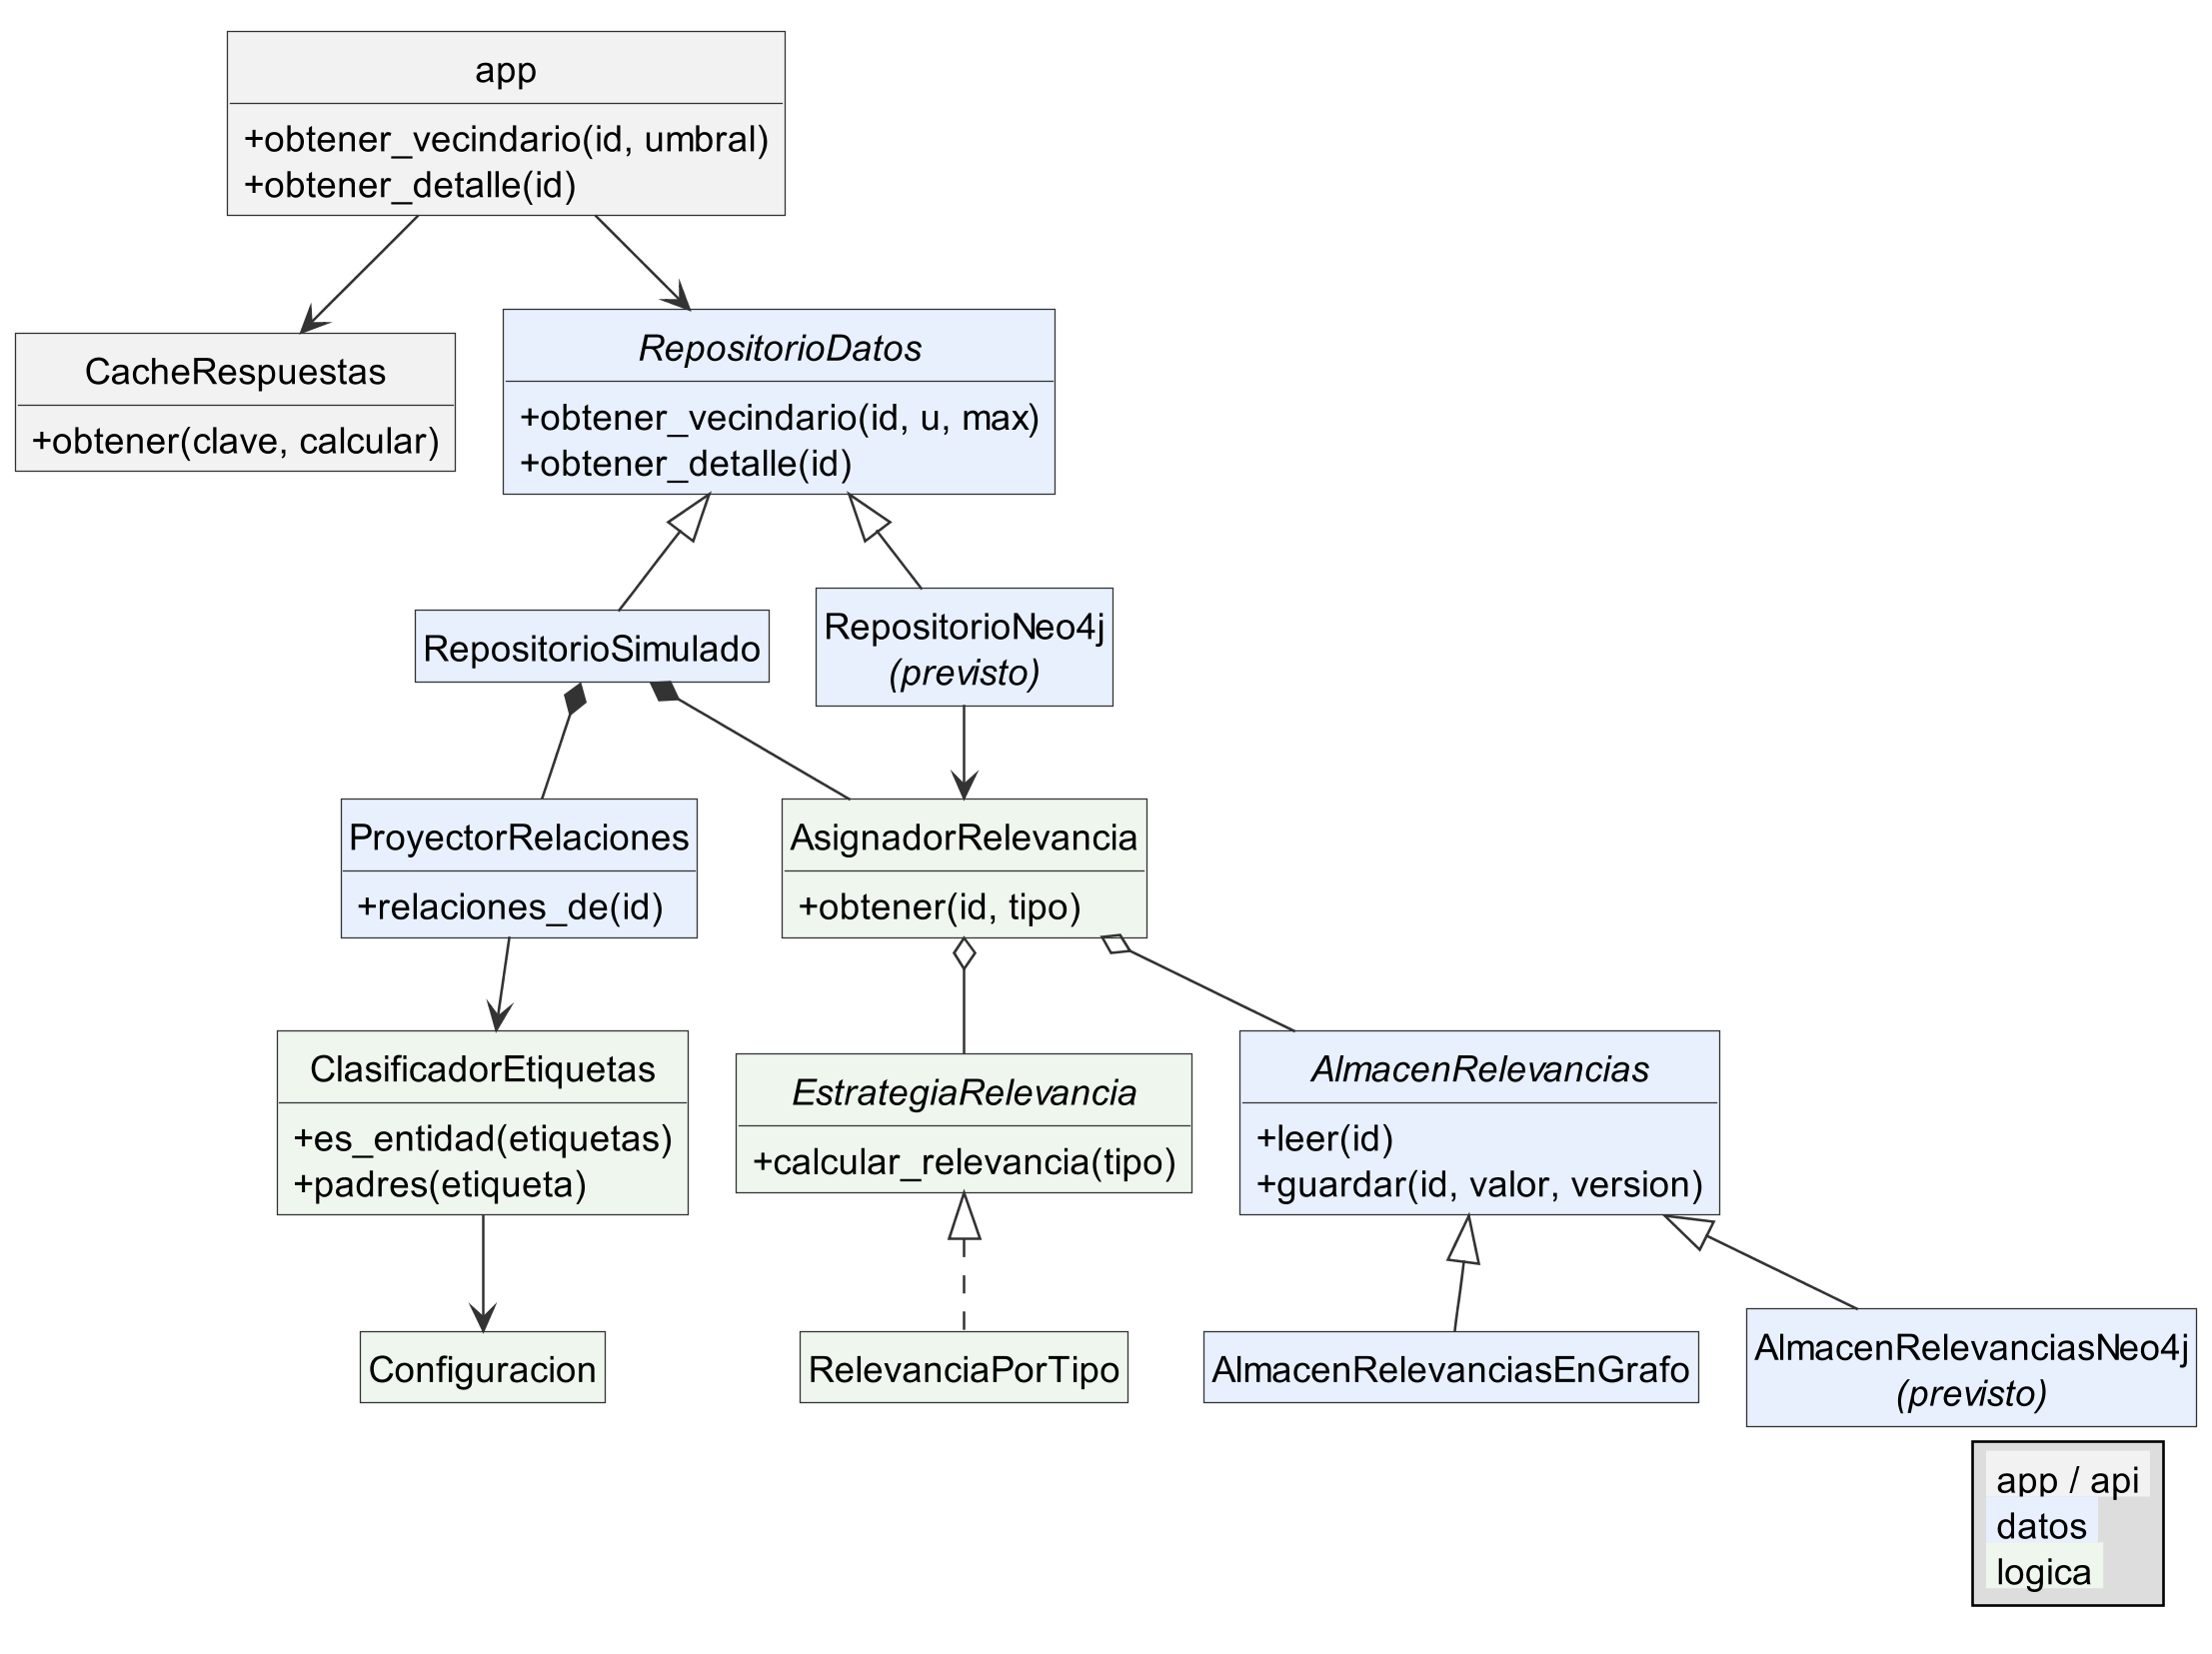 app
+obtener_vecindario(id, umbral)
+obtener_detalle(id)
CacheRespuestas
+obtener(clave, calcular)
RepositorioDatos
+obtener_vecindario(id, u, max)
+obtener_detalle(id)
RepositorioSimulado
RepositorioNeo4j
(previsto)
ProyectorRelaciones
+relaciones_de(id)
AsignadorRelevancia
+obtener(id, tipo)
ClasificadorEtiquetas
+es_entidad(etiquetas)
+padres(etiqueta)
EstrategiaRelevancia
+calcular_relevancia(tipo)
AlmacenRelevancias
+leer(id)
+guardar(id, valor, version)
Configuracion
RelevanciaPorTipo
AlmacenRelevanciasEnGrafo
AlmacenRelevanciasNeo4j
(previsto)
app / api
datos
logica